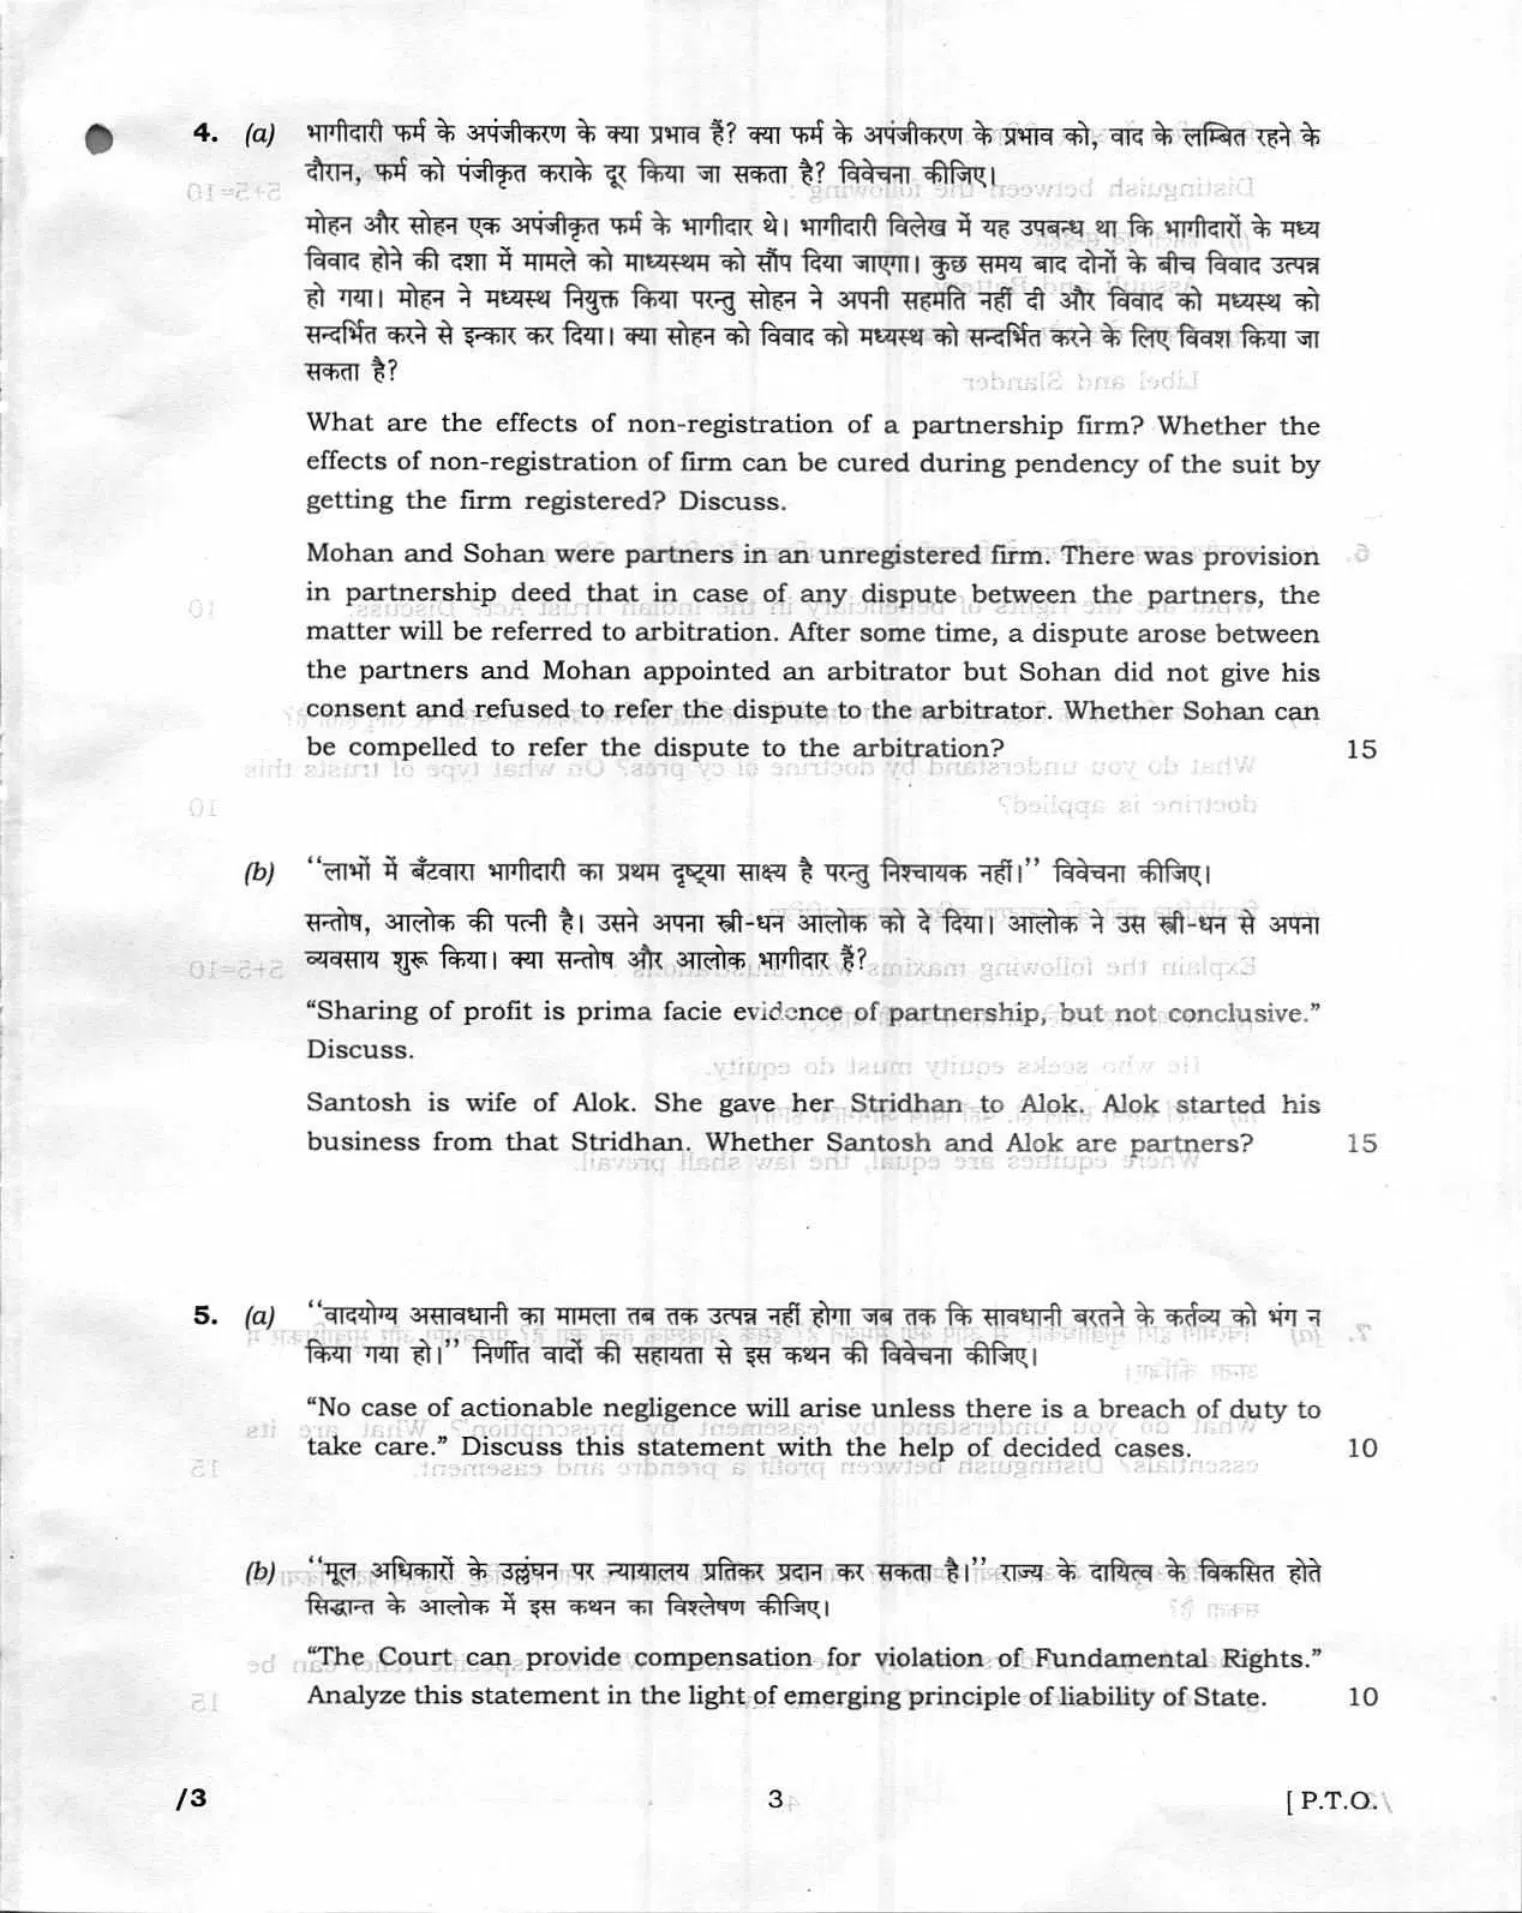 4. (a) भागीदारी फर्म के अपंजीकरण के क्या प्रभाव हैं? क्या फर्म के अपंजीकरण के प्रभाव को, वाद के लम्बित रहने के
दौरान, फर्म को पंजीकृत कराके दूर किया जा सकता है? विवेचना कीजिए।
मोहन और सोहन एक अपंजीकृत फर्म के भागीदार थे। भागीदारी विलेख में यह उपबन्ध था कि भागीदारों के मध्य
विवाद होने की दशा में मामले को माध्यस्थम को सौंप दिया जाएगा। कुछ समय बाद दोनों के बीच विवाद उत्पन्न
हो गया। मोहन ने मध्यस्थ नियुक्त किया परन्तु सोहन ने अपनी सहमति नहीं दी और विवाद को मध्यस्थ को
सन्दर्भित करने से इन्कार कर दिया। क्या सोहन को विवाद को मध्यस्थ को सन्दर्भित करने के लिए विवश किया जा
सकता है?
What are the effects of non-registration of a partnership firm? Whether the
effects of non-registration of firm can be cured during pendency of the suit by
getting the firm registered? Discuss.
Mohan and Sohan were partners in an unregistered firm. There was provision
in partnership deed that in case of any dispute between the partners, the
matter will be referred to arbitration. After some time, a dispute arose between
the partners and Mohan appointed an arbitrator but Sohan did not give his
consent and refused to refer the dispute to the arbitrator. Whether Sohan can
be compelled to refer the dispute to the arbitration? 15
(b) ‘‘लाभों में बँटवारा भागीदारी का प्रथम दृष्ट्या साक्ष्य है परन्तु निश्चायक नहीं।’’ विवेचना कीजिए।
सन्तोष, आलोक की पत्नी है। उसने अपना स्त्री-धन आलोक को दे दिया। आलोक ने उस स्त्री-धन से अपना
व्यवसाय शुरू किया। क्या सन्तोष और आलोक भागीदार हैं?
“Sharing of profit is prima facie evidence of partnership, but not conclusive.”
Discuss.
Santosh is wife of Alok. She gave her Stridhan to Alok. Alok started his
business from that Stridhan. Whether Santosh and Alok are partners? 15
5. (a) ‘‘वादयोग्य असावधानी का मामला तब तक उत्पन्न नहीं होगा जब तक कि सावधानी बरतने के कर्तव्य को भंग न
किया गया हो।’’ निर्णीत वादों की सहायता से इस कथन की विवेचना कीजिए।
“No case of actionable negligence will arise unless there is a breach of duty to
take care.” Discuss this statement with the help of decided cases. 10
(b) ‘‘मूल अधिकारों के उल्लंघन पर न्यायालय प्रतिकर प्रदान कर सकता है।’’ राज्य के दायित्व के विकसित होते
सिद्धान्त के आलोक में इस कथन का विश्लेषण कीजिए।
“The Court can provide compensation for violation of Fundamental Rights.”
Analyze this statement in the light of emerging principle of liability of State. 10
/3 3 [ P.T.O.